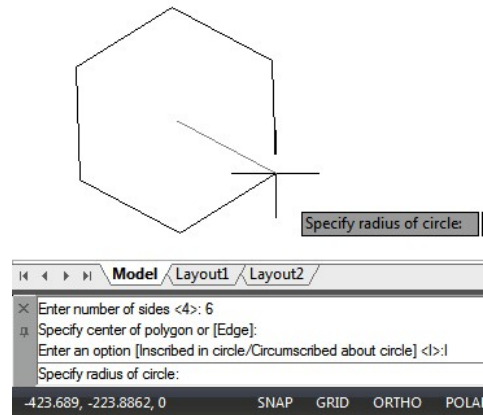 Specify radius of circle:
Model Layout1 Layout2
Enter number of sides <4>: 6
Specify center of polygon or [Edge]:
Enter an option [Inscribed in circle/Circumscribed about circle] <I>:I
Specify radius of circle:
-423.689, -223.8862, 0 SNAP GRID ORTHO POLA